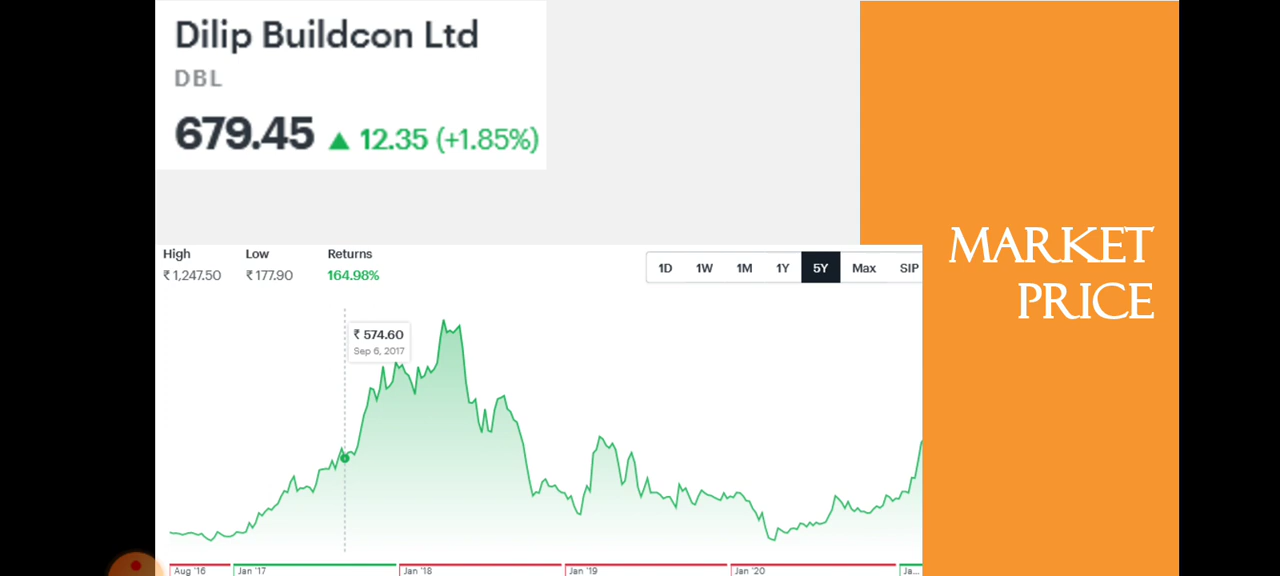 Dilip Buildcon Ltd
DBL
679.45 ▲ 12.35 (+1.85%)
MARKET
PRICE
High Low Returns
₹ 1,247.50 ₹ 177.90 164.98%
1D 1W 1M 1Y 5Y Max SIP
₹ 574.60
Sep 6, 2017
Aug '16 Jan '17 Jan '18 Jan '19 Jan '20 Ja...